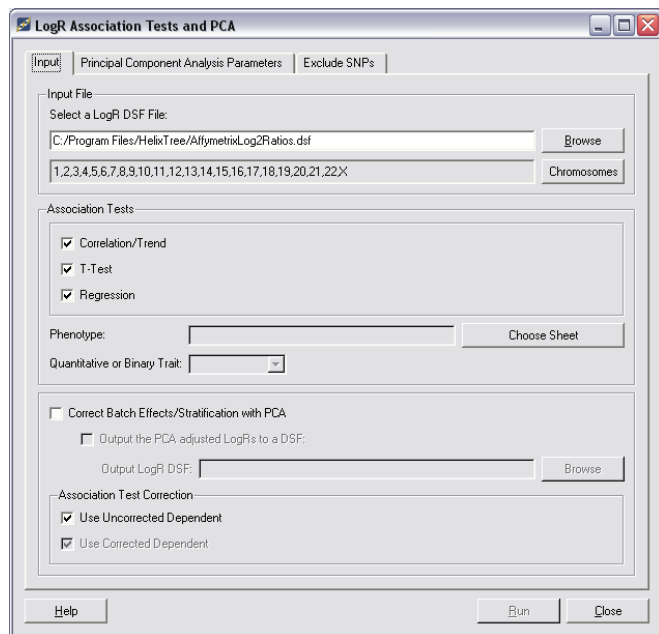 LogR Association Tests and PCA
Input
Principal Component Analysis Parameters
Exclude SNPs
Input File
Select a LogR DSF File:
C:/Program Files/HelixTree/AffymetrixLog2Ratios.dsf
Browse
1,2,3,4,5,6,7,8,9,10,11,12,13,14,15,16,17,18,19,20,21,22,X
Chromosomes
Association Tests
Correlation/Trend
T-Test
Regression
Phenotype:
Choose Sheet
Quantitative or Binary Trait:
Correct Batch Effects/Stratification with PCA
Output the PCA adjusted LogRs to a DSF:
Output LogR DSF:
Browse
Association Test Correction
Use Uncorrected Dependent
Use Corrected Dependent
Help
Run
Close